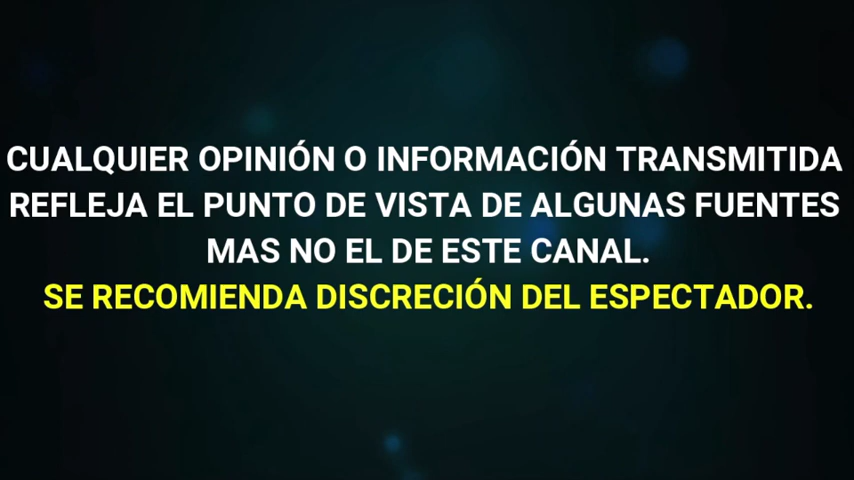 CUALQUIER OPINIÓN O INFORMACIÓN TRANSMITIDA
REFLEJA EL PUNTO DE VISTA DE ALGUNAS FUENTES
MAS NO EL DE ESTE CANAL.
SE RECOMIENDA DISCRECIÓN DEL ESPECTADOR.